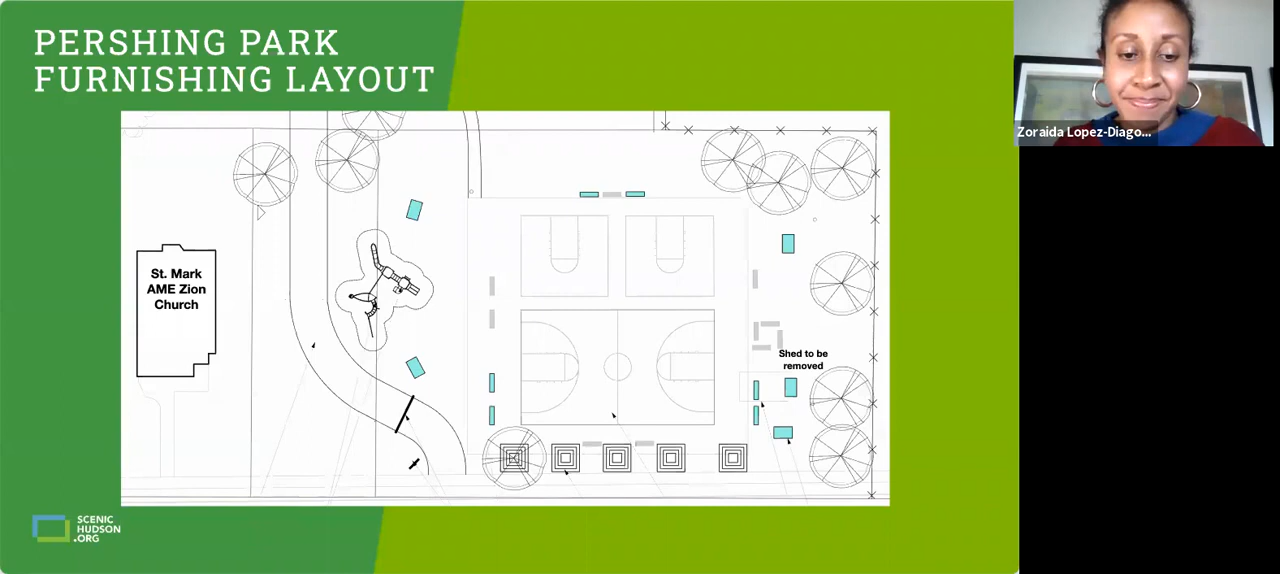 PERSHING PARK
FURNISHING LAYOUT
Zoraida Lopez-Diago...
St. Mark
AME Zion
Church
Shed to be
removed
SCENIC
HUDSON
.ORG